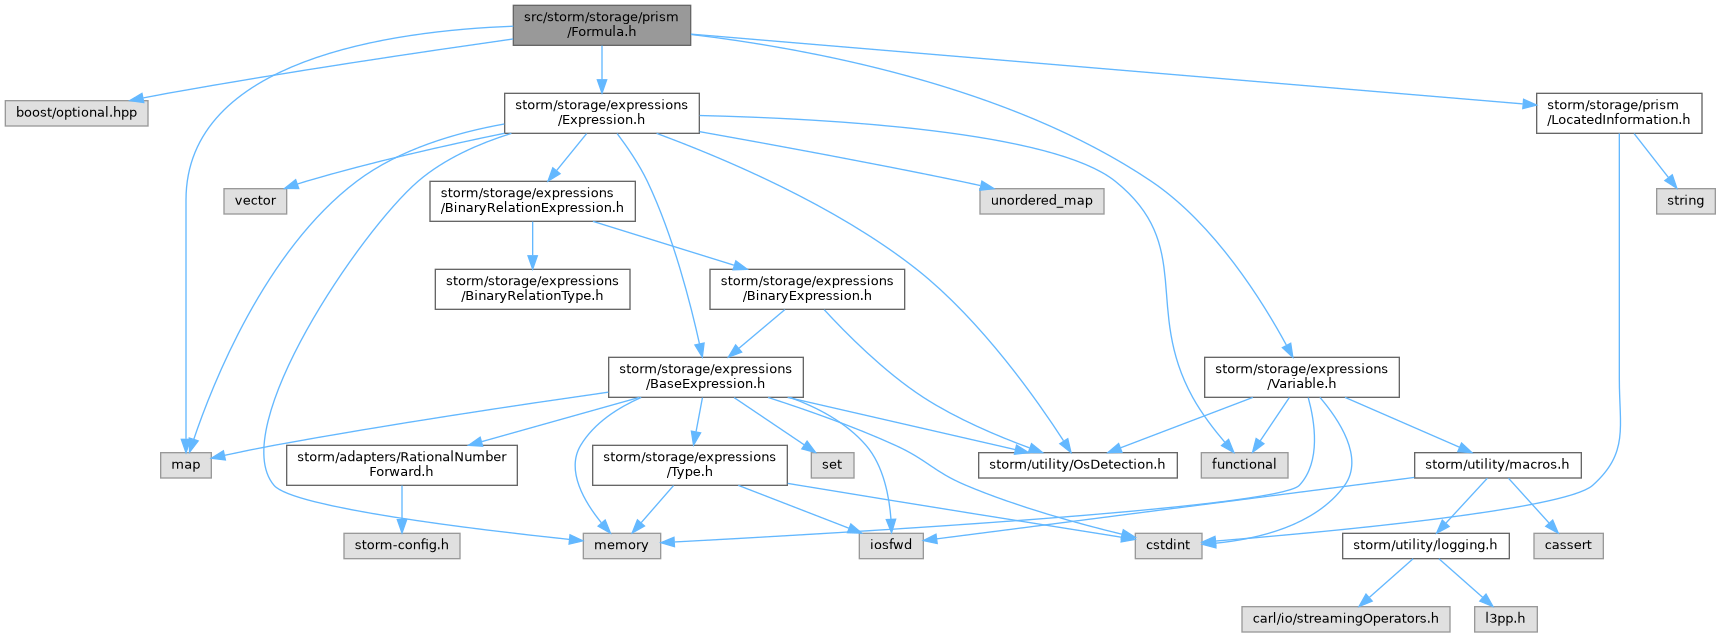 src/storm/storage/prism
/Formula.h
boost/optional.hpp
storm/storage/expressions
/Expression.h
storm/storage/prism
/LocatedInformation.h
vector
storm/storage/expressions
/BinaryRelationExpression.h
unordered_map
string
storm/storage/expressions
/BinaryRelationType.h
storm/storage/expressions
/BinaryExpression.h
storm/storage/expressions
/BaseExpression.h
storm/storage/expressions
/Variable.h
map
storm/adapters/RationalNumber
Forward.h
storm/storage/expressions
/Type.h
set
storm/utility/OsDetection.h
functional
storm/utility/macros.h
storm-config.h
memory
iosfwd
cstdint
storm/utility/logging.h
cassert
carl/io/streamingOperators.h
l3pp.h